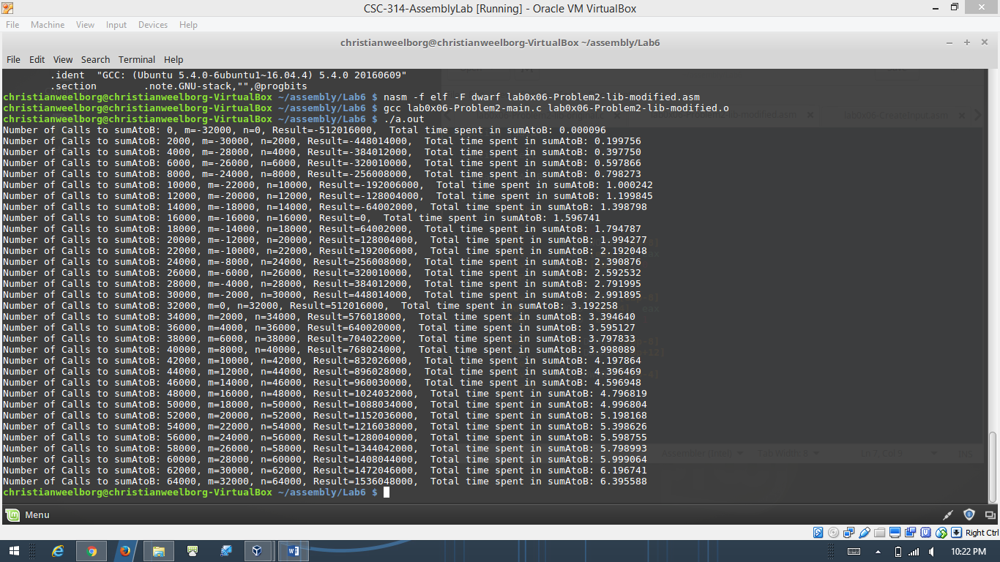 CSC-314-AssemblyLab [Running] - Oracle VM VirtualBox
File Machine View Input Devices Help
christianweelborg@christianweelborg-VirtualBox ~/assembly/Lab6
File Edit View Search Terminal Help
.ident "GCC: (Ubuntu 5.4.0-6ubuntu1~16.04.4) 5.4.0 20160609"
.section .note.GNU-stack,"",@progbits
christianweelborg@christianweelborg-VirtualBox ~/assembly/Lab6 $ nasm -f elf -F dwarf lab0x06-Problem2-lib-modified.asm
christianweelborg@christianweelborg-VirtualBox ~/assembly/Lab6 $ gcc lab0x06-Problem2-main.c lab0x06-Problem2-lib-modified.o
christianweelborg@christianweelborg-VirtualBox ~/assembly/Lab6 $ ./a.out
Number of Calls to sumAtoB: 0, m=-32000, n=0, Result=-512016000, Total time spent in sumAtoB: 0.000096
Number of Calls to sumAtoB: 2000, m=-30000, n=2000, Result=-448014000, Total time spent in sumAtoB: 0.199756
Number of Calls to sumAtoB: 4000, m=-28000, n=4000, Result=-384012000, Total time spent in sumAtoB: 0.397750
Number of Calls to sumAtoB: 6000, m=-26000, n=6000, Result=-320010000, Total time spent in sumAtoB: 0.597866
Number of Calls to sumAtoB: 8000, m=-24000, n=8000, Result=-256008000, Total time spent in sumAtoB: 0.798273
Number of Calls to sumAtoB: 10000, m=-22000, n=10000, Result=-192006000, Total time spent in sumAtoB: 1.000242
Number of Calls to sumAtoB: 12000, m=-20000, n=12000, Result=-128004000, Total time spent in sumAtoB: 1.199845
Number of Calls to sumAtoB: 14000, m=-18000, n=14000, Result=-64002000, Total time spent in sumAtoB: 1.398798
Number of Calls to sumAtoB: 16000, m=-16000, n=16000, Result=0, Total time spent in sumAtoB: 1.596741
Number of Calls to sumAtoB: 18000, m=-14000, n=18000, Result=64002000, Total time spent in sumAtoB: 1.794787
Number of Calls to sumAtoB: 20000, m=-12000, n=20000, Result=128004000, Total time spent in sumAtoB: 1.994277
Number of Calls to sumAtoB: 22000, m=-10000, n=22000, Result=192006000, Total time spent in sumAtoB: 2.192048
Number of Calls to sumAtoB: 24000, m=-8000, n=24000, Result=256008000, Total time spent in sumAtoB: 2.390876
Number of Calls to sumAtoB: 26000, m=-6000, n=26000, Result=320010000, Total time spent in sumAtoB: 2.592532
Number of Calls to sumAtoB: 28000, m=-4000, n=28000, Result=384012000, Total time spent in sumAtoB: 2.791995
Number of Calls to sumAtoB: 30000, m=-2000, n=30000, Result=448014000, Total time spent in sumAtoB: 2.991895
Number of Calls to sumAtoB: 32000, m=0, n=32000, Result=512016000, Total time spent in sumAtoB: 3.192258
Number of Calls to sumAtoB: 34000, m=2000, n=34000, Result=576018000, Total time spent in sumAtoB: 3.394640
Number of Calls to sumAtoB: 36000, m=4000, n=36000, Result=640020000, Total time spent in sumAtoB: 3.595127
Number of Calls to sumAtoB: 38000, m=6000, n=38000, Result=704022000, Total time spent in sumAtoB: 3.797833
Number of Calls to sumAtoB: 40000, m=8000, n=40000, Result=768024000, Total time spent in sumAtoB: 3.998089
Number of Calls to sumAtoB: 42000, m=10000, n=42000, Result=832026000, Total time spent in sumAtoB: 4.197864
Number of Calls to sumAtoB: 44000, m=12000, n=44000, Result=896028000, Total time spent in sumAtoB: 4.396469
Number of Calls to sumAtoB: 46000, m=14000, n=46000, Result=960030000, Total time spent in sumAtoB: 4.596948
Number of Calls to sumAtoB: 48000, m=16000, n=48000, Result=1024032000, Total time spent in sumAtoB: 4.796819
Number of Calls to sumAtoB: 50000, m=18000, n=50000, Result=1088034000, Total time spent in sumAtoB: 4.996804
Number of Calls to sumAtoB: 52000, m=20000, n=52000, Result=1152036000, Total time spent in sumAtoB: 5.198168
Number of Calls to sumAtoB: 54000, m=22000, n=54000, Result=1216038000, Total time spent in sumAtoB: 5.398626
Number of Calls to sumAtoB: 56000, m=24000, n=56000, Result=1280040000, Total time spent in sumAtoB: 5.598755
Number of Calls to sumAtoB: 58000, m=26000, n=58000, Result=1344042000, Total time spent in sumAtoB: 5.798993
Number of Calls to sumAtoB: 60000, m=28000, n=60000, Result=1408044000, Total time spent in sumAtoB: 5.999064
Number of Calls to sumAtoB: 62000, m=30000, n=62000, Result=1472046000, Total time spent in sumAtoB: 6.196741
Number of Calls to sumAtoB: 64000, m=32000, n=64000, Result=1536048000, Total time spent in sumAtoB: 6.395588
christianweelborg@christianweelborg-VirtualBox ~/assembly/Lab6 $
Menu
Right Ctrl
10:22 PM